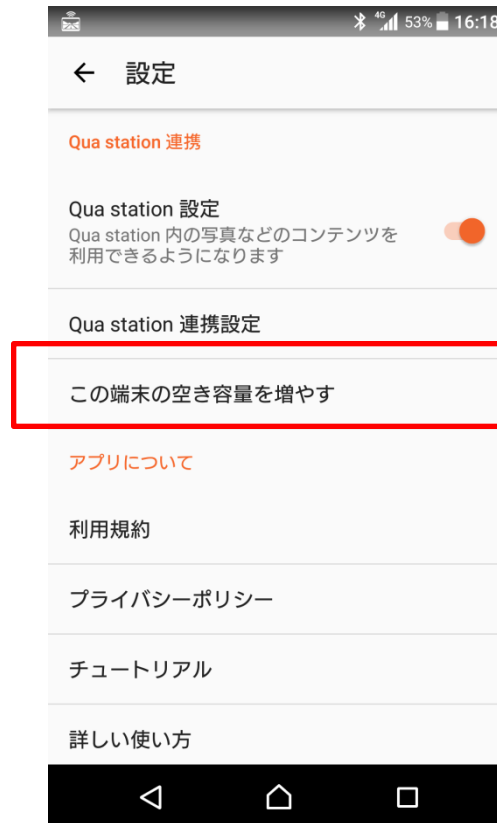 4G 53% 16:18
設定
Qua station 連携
Qua station 設定
Qua station 内の写真などのコンテンツを
利用できるようになります
Qua station 連携設定
この端末の空き容量を増やす
アプリについて
利用規約
プライバシーポリシー
チュートリアル
詳しい使い方